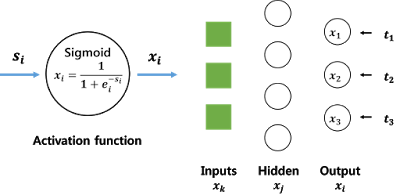 s_i
Sigmoid
x_i = 1 / (1 + e_i^{-s_i})
x_i
Activation function
x_1 ← t_1
x_2 ← t_2
x_3 ← t_3
Inputs Hidden Output
x_k x_j x_i